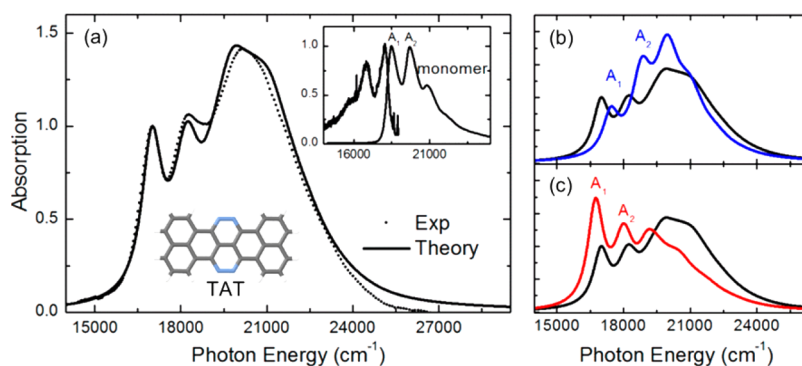 (a)
A₁ A₂
1.0
monomer
0.5
0.0
16000 21000
1.5
1.0
0.5
0.0
Absorption
Exp
Theory
TAT
15000 18000 21000 24000 27000
Photon Energy (cm⁻¹)
(b)
A₁
A₂
(c)
A₁
A₂
15000 18000 21000 24000
Photon Energy (cm⁻¹)